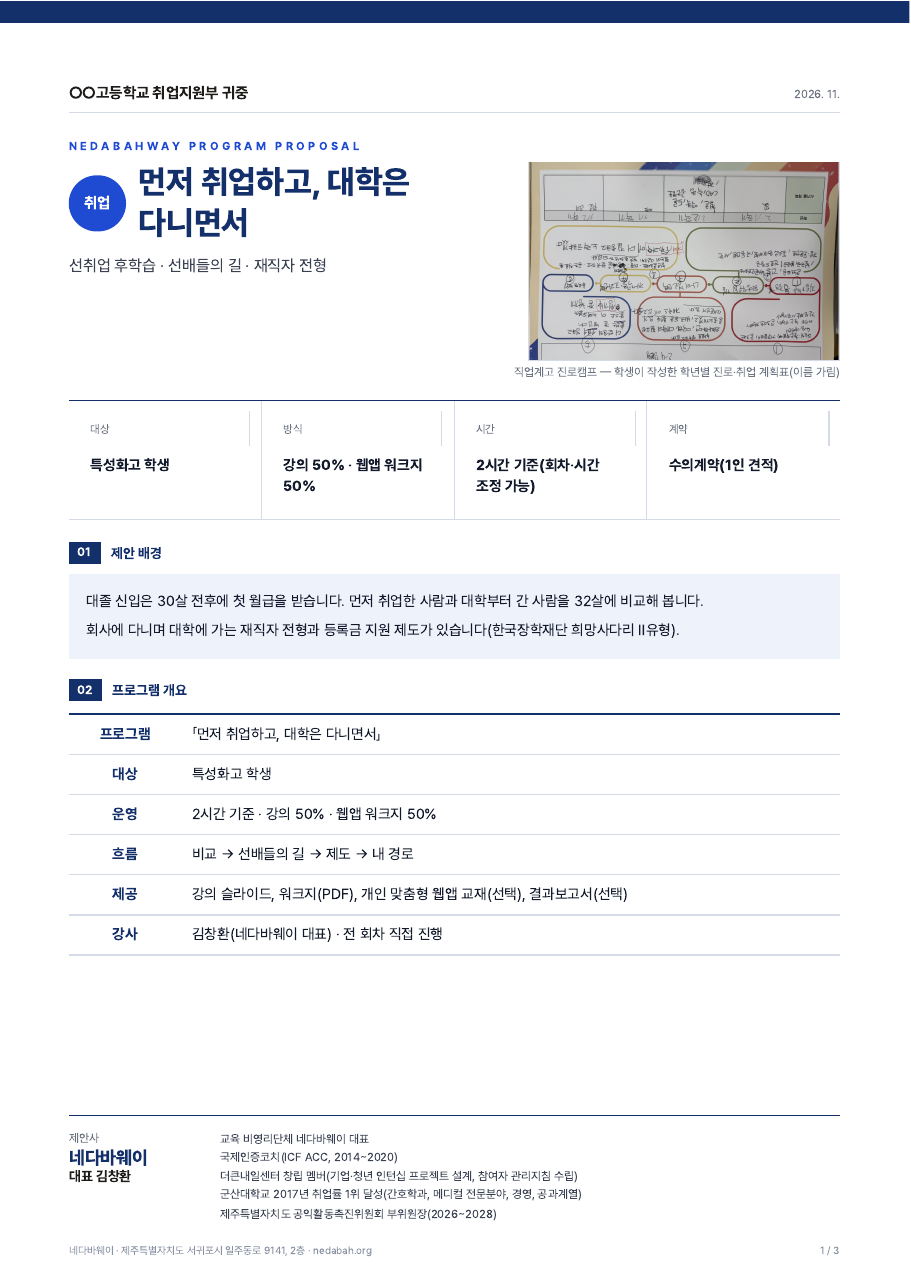 ○○고등학교 취업지원부 귀중
2026. 11.
NEDABAHWAY PROGRAM PROPOSAL
취업
먼저 취업하고, 대학은
다니면서
선취업 후학습 · 선배들의 길 · 재직자 전형
직업계고 진로캠프 — 학생이 작성한 학년별 진로·취업 계획표(이름 가림)
대상
특성화고 학생
방식
강의 50% · 웹앱 워크지
50%
시간
2시간 기준(회차·시간
조정 가능)
계약
수의계약(1인 견적)
01 제안 배경
대졸 신입은 30살 전후에 첫 월급을 받습니다. 먼저 취업한 사람과 대학부터 간 사람을 32살에 비교해 봅니다.
회사에 다니며 대학에 가는 재직자 전형과 등록금 지원 제도가 있습니다(한국장학재단 희망사다리 II유형).
02 프로그램 개요
프로그램 「먼저 취업하고, 대학은 다니면서」
대상 특성화고 학생
운영 2시간 기준 · 강의 50% · 웹앱 워크지 50%
흐름 비교 → 선배들의 길 → 제도 → 내 경로
제공 강의 슬라이드, 워크지(PDF), 개인 맞춤형 웹앱 교재(선택), 결과보고서(선택)
강사 김창환(네다바웨이 대표) · 전 회차 직접 진행
제안사
네다바웨이
대표 김창환
교육 비영리단체 네다바웨이 대표
국제인증코치(ICF ACC, 2014~2020)
더큰내일센터 창립 멤버(기업·청년 인턴십 프로젝트 설계, 참여자 관리지침 수립)
군산대학교 2017년 취업률 1위 달성(간호학과, 메디컬 전문분야, 경영, 공과계열)
제주특별자치도 공익활동촉진위원회 부위원장(2026~2028)
네다바웨이 · 제주특별자치도 서귀포시 일주동로 9141, 2층 · nedabah.org
1 / 3